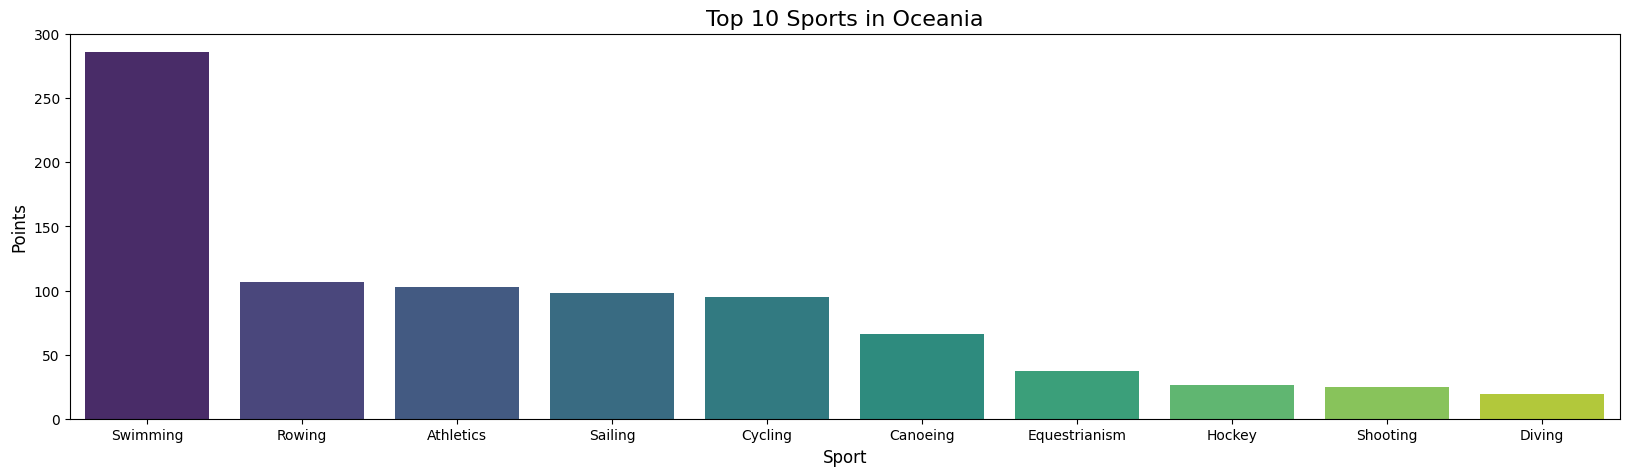 Top 10 Sports in Oceania
Points
300
250
200
150
100
50
0
Swimming Rowing Athletics Sailing Cycling Canoeing Equestrianism Hockey Shooting Diving
Sport